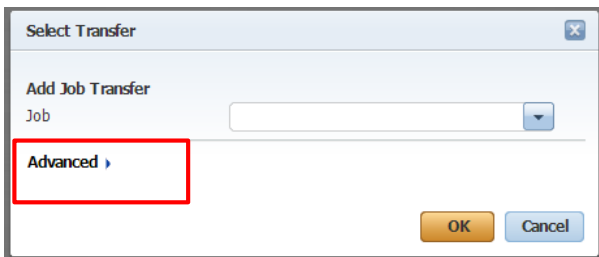 Select Transfer
Add Job Transfer
Job
Advanced
OK Cancel